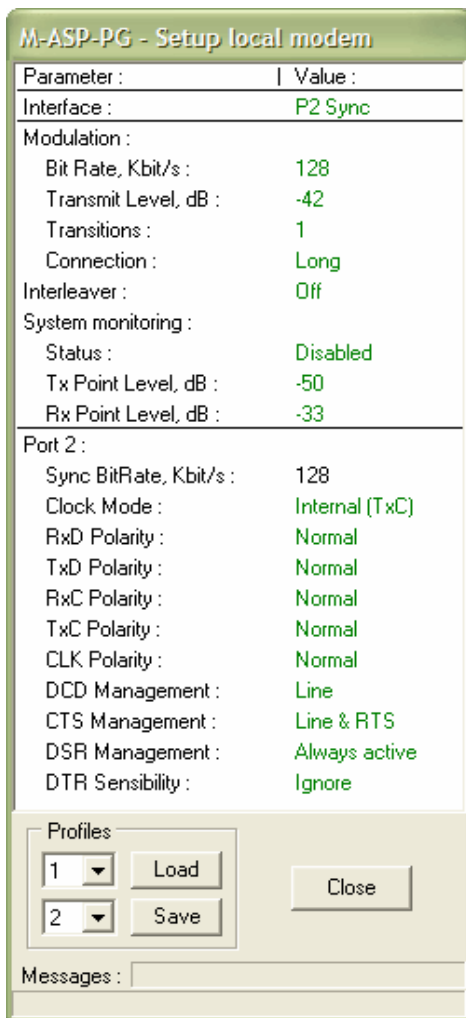 M-ASP-PG - Setup local modem
Parameter : | Value :
Interface : P2 Sync
Modulation :
Bit Rate, Kbit/s : 128
Transmit Level, dB : -42
Transitions : 1
Connection : Long
Interleaver : Off
System monitoring :
Status : Disabled
Tx Point Level, dB : -50
Rx Point Level, dB : -33
Port 2 :
Sync BitRate, Kbit/s : 128
Clock Mode : Internal (TxC)
RxD Polarity : Normal
TxD Polarity : Normal
RxC Polarity : Normal
TxC Polarity : Normal
CLK Polarity : Normal
DCD Management : Line
CTS Management : Line & RTS
DSR Management : Always active
DTR Sensibility : Ignore
Profiles
1 Load
Close
2 Save
Messages :